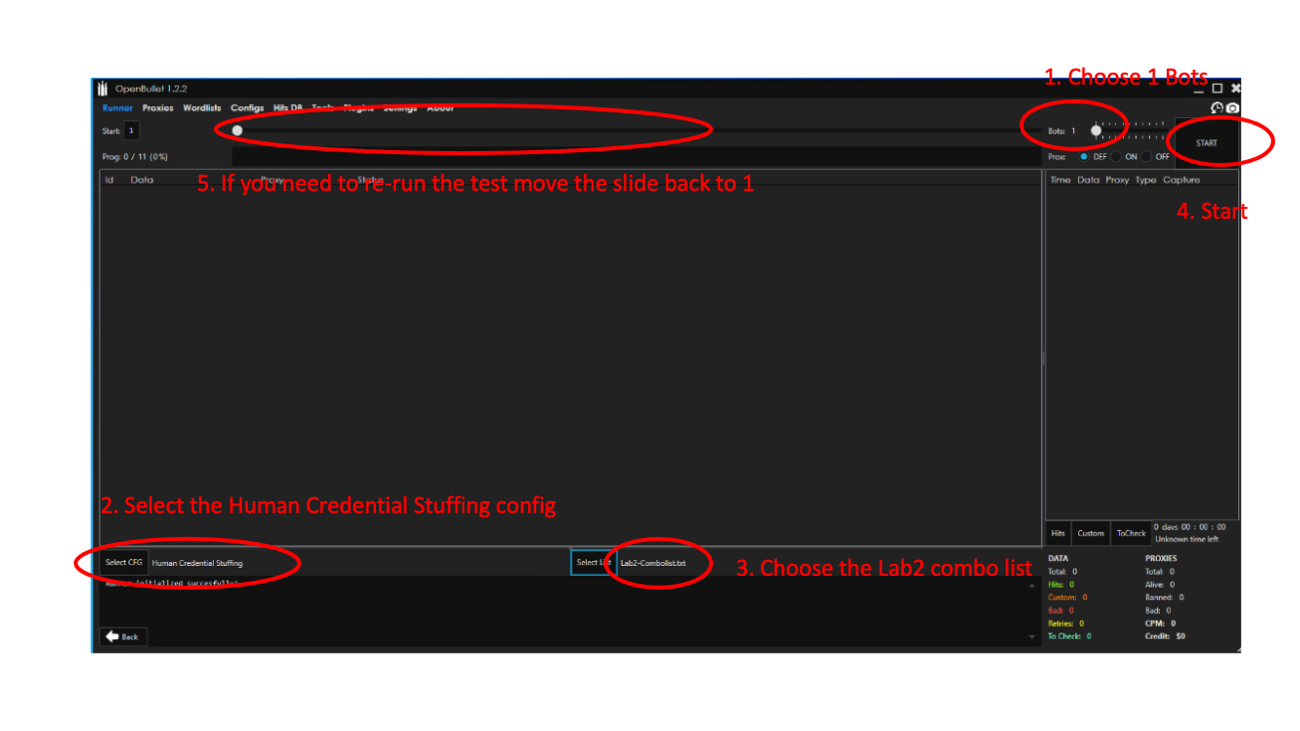 1. Choose 1 Bots
OpenBullet 1.2.2
Runner Proxies Wordlists Configs Hits DB Tools Plugins Settings About
Start: 1
Bots: 1
START
Prog: 0 / 11 (0%)
Prox: DEF ON OFF
Id Data Proxy Status
5. If you need to re-run the test move the slide back to 1
Time Data Proxy Type Capture
4. Start
2. Select the Human Credential Stuffing config
Hits Custom ToCheck
0 days 00 : 00 : 00
Unknown time left
Select CFG Human Credential Stuffing
Select List Lab2-Combolist.txt
3. Choose the Lab2 combo list
Runner initialized succesfully!
DATA
Total: 0
Hits: 0
Custom: 0
Bad: 0
Retries: 0
To Check: 0
PROXIES
Total: 0
Alive: 0
Banned: 0
Bad: 0
CPM: 0
Credit: $0
Back